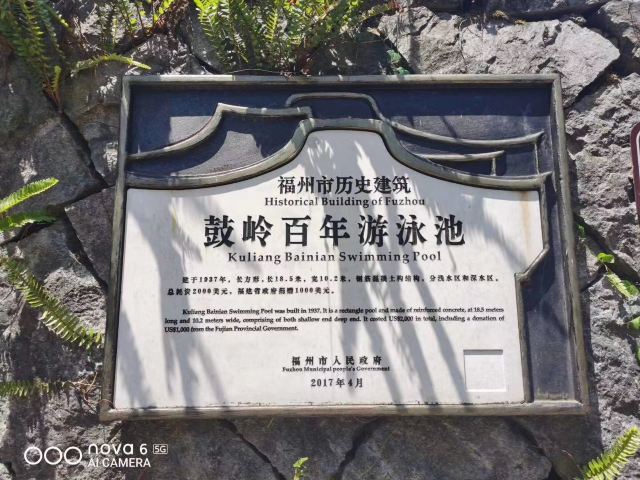 福州市历史建筑
Historical Building of Fuzhou
鼓岭百年游泳池
Kuliang Bainian Swimming Pool
建于1937年，长方形，长18.5米，宽10.2米，钢筋混凝土构结构，分浅水区和深水区，
总耗资2000美元，福建省政府捐赠1000美元。
Kuliang Bainian Swimming Pool was built in 1937. It is a rectangle pool and made of reinforced concrete, at 18.5 meters
long and 10.2 meters wide, comprising of both shallow end deep end. It costed US$2,000 in total, including a donation of
US$1,000 from the Fujian Provincial Government.
福州市人民政府
Fuzhou Municipal people's Government
2017年4月
nova 6 5G
AI CAMERA